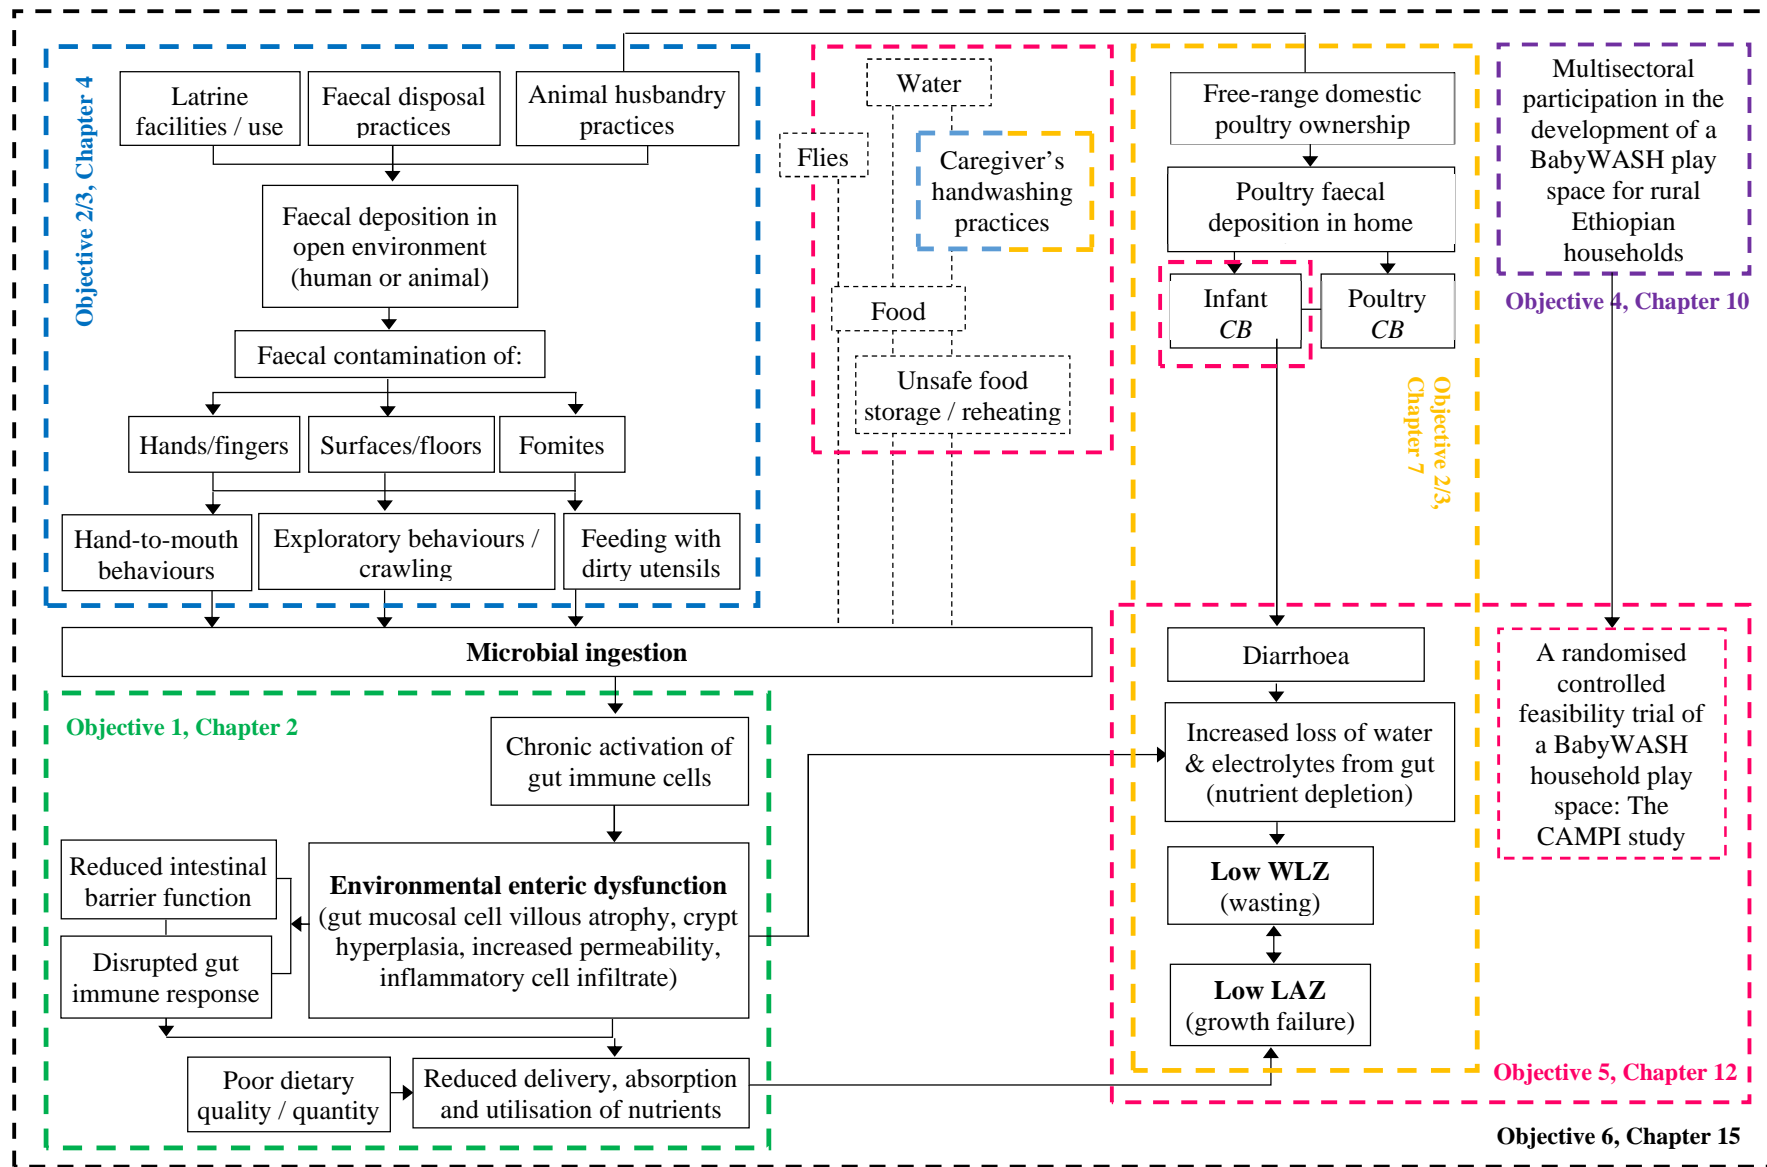 Objective 2/3, Chapter 4
Latrine
facilities / use
Faecal disposal
practices
Animal husbandry
practices
Faecal deposition in
open environment
(human or animal)
Faecal contamination of:
Hands/fingers
Surfaces/floors
Fomites
Hand-to-mouth
behaviours
Exploratory behaviours /
crawling
Feeding with
dirty utensils
Water
Flies
Caregiver's
handwashing
practices
Food
Unsafe food
storage / reheating
Free-range domestic
poultry ownership
Poultry faecal
deposition in home
Infant
CB
Poultry
CB
Objective 2/3,
Chapter 7
Multisectoral
participation in the
development of a
BabyWASH play
space for rural
Ethiopian
households
Objective 4, Chapter 10
Microbial ingestion
Objective 1, Chapter 2
Chronic activation of
gut immune cells
Reduced intestinal
barrier function
Disrupted gut
immune response
Environmental enteric dysfunction
(gut mucosal cell villous atrophy, crypt
hyperplasia, increased permeability,
inflammatory cell infiltrate)
Poor dietary
quality / quantity
Reduced delivery, absorption
and utilisation of nutrients
Diarrhoea
Increased loss of water
& electrolytes from gut
(nutrient depletion)
Low WLZ
(wasting)
Low LAZ
(growth failure)
A randomised
controlled
feasibility trial of
a BabyWASH
household play
space: The
CAMPI study
Objective 5, Chapter 12
Objective 6, Chapter 15